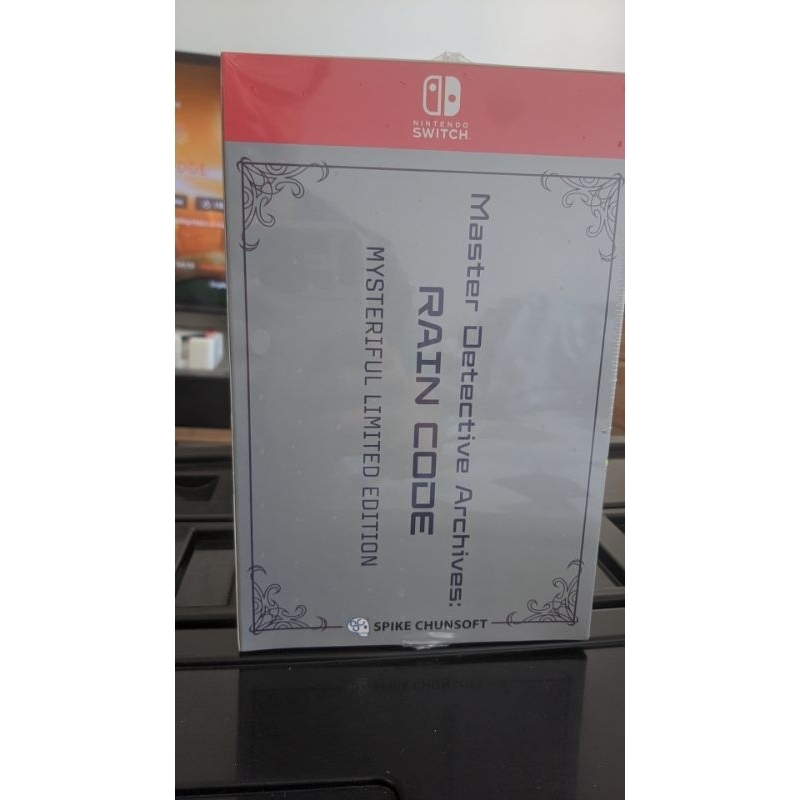 NINTENDO
SWITCH
Master Detective Archives:
RAIN CODE
MYSTERIFUL LIMITED EDITION
SPIKE CHUNSOFT